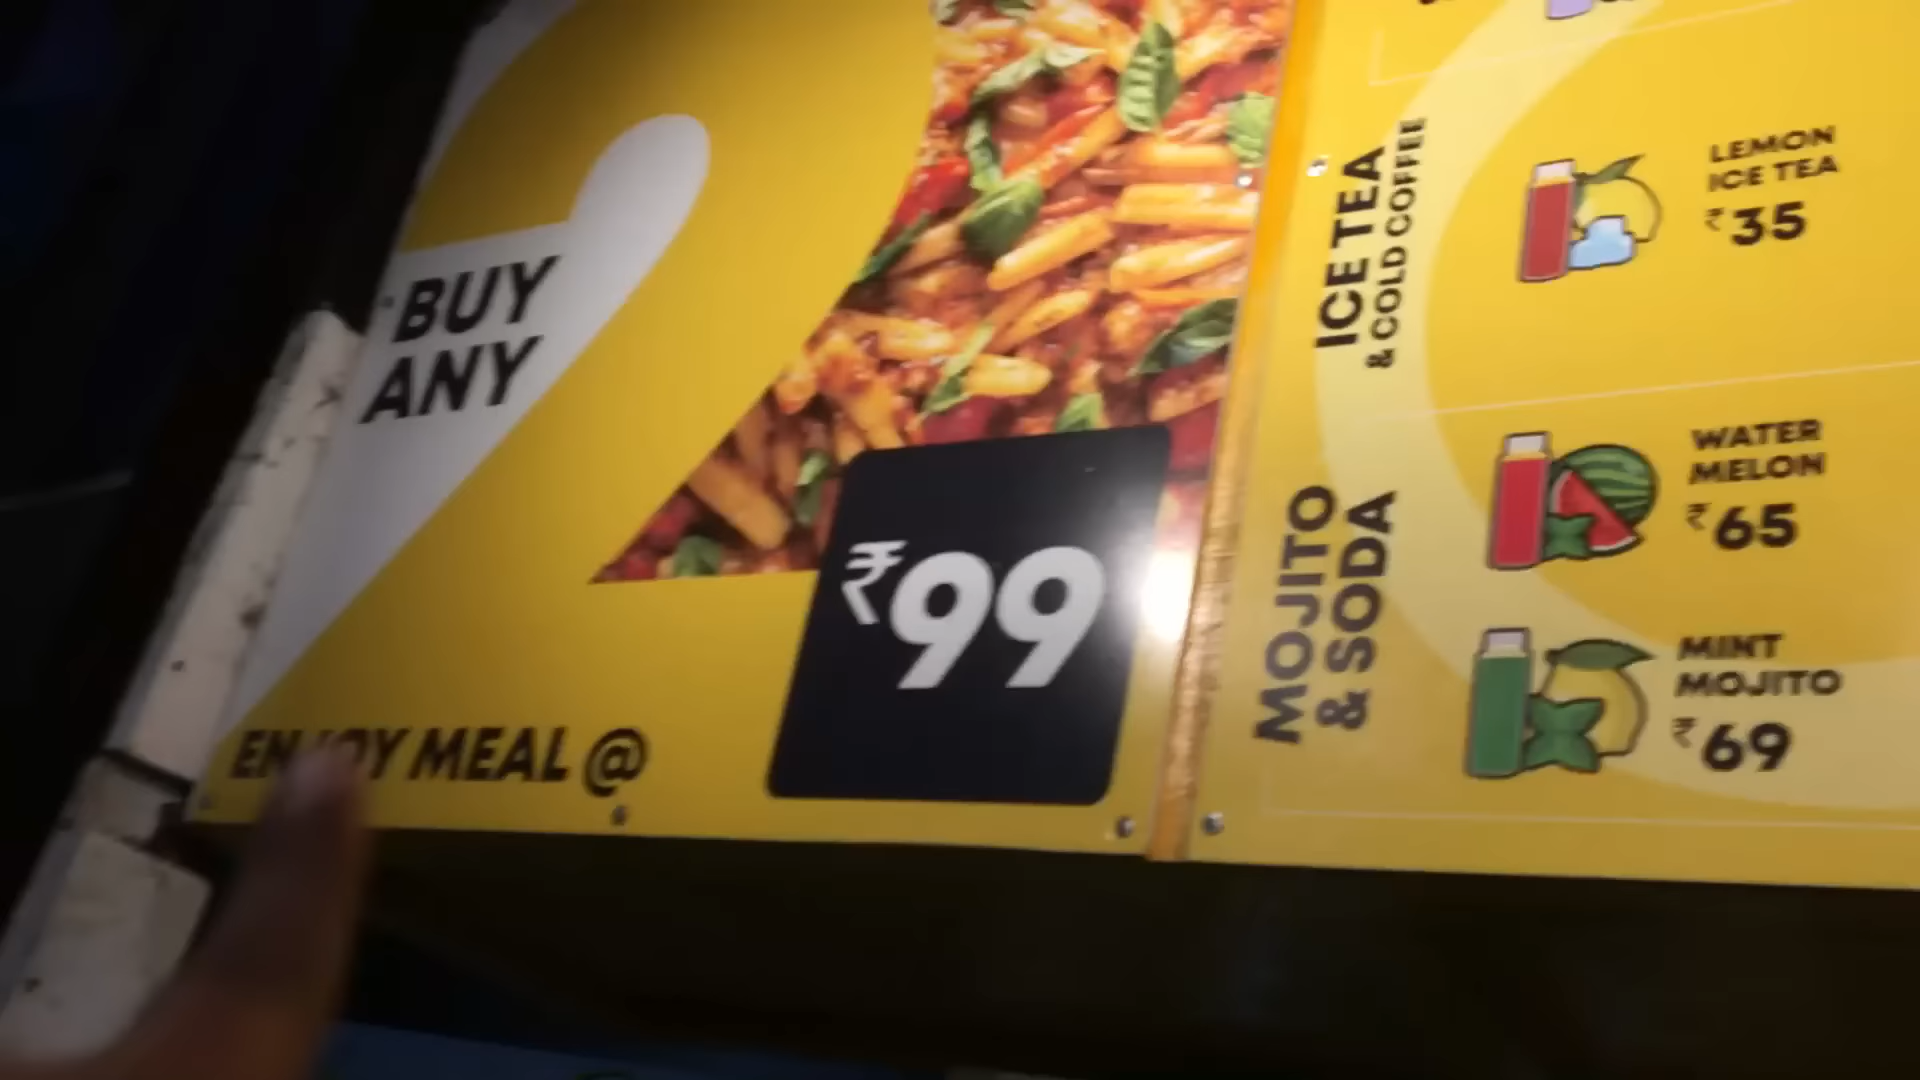 BUY
ANY
₹99
ENJOY MEAL @
ICE TEA
& COLD COFFEE
LEMON
ICE TEA
₹35
MOJITO
& SODA
WATER
MELON
₹65
MINT
MOJITO
₹69